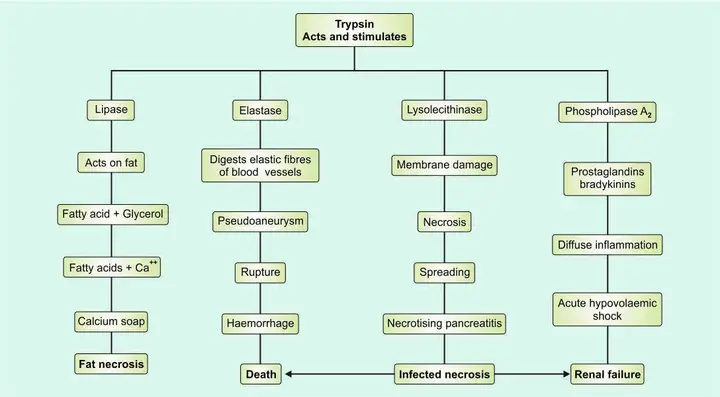 Trypsin
Acts and stimulates
Lipase
Acts on fat
Fatty acid + Glycerol
Fatty acids + Ca++
Calcium soap
Fat necrosis
Elastase
Digests elastic fibres
of blood vessels
Pseudoaneurysm
Rupture
Haemorrhage
Death
Lysolecithinase
Membrane damage
Necrosis
Spreading
Necrotising pancreatitis
Infected necrosis
Phospholipase A2
Prostaglandins
bradykinins
Diffuse inflammation
Acute hypovolaemic
shock
Renal failure